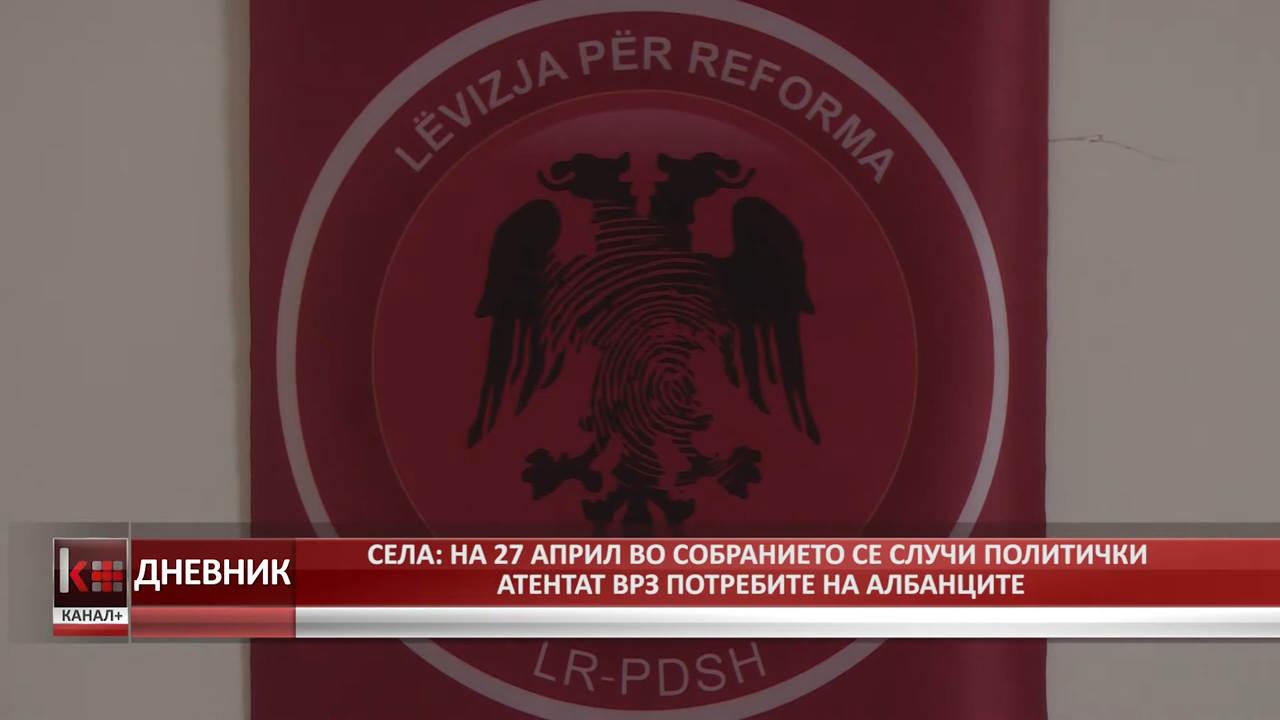 LËVIZJA PËR REFORMA
СЕЛА: НА 27 АПРИЛ ВО СОБРАНИЕТО СЕ СЛУЧИ ПОЛИТИЧКИ
АТЕНТАТ ВРЗ ПОТРЕБИТЕ НА АЛБАНЦИТЕ
ДНЕВНИК
k
КАНАЛ+
LR-PDSH